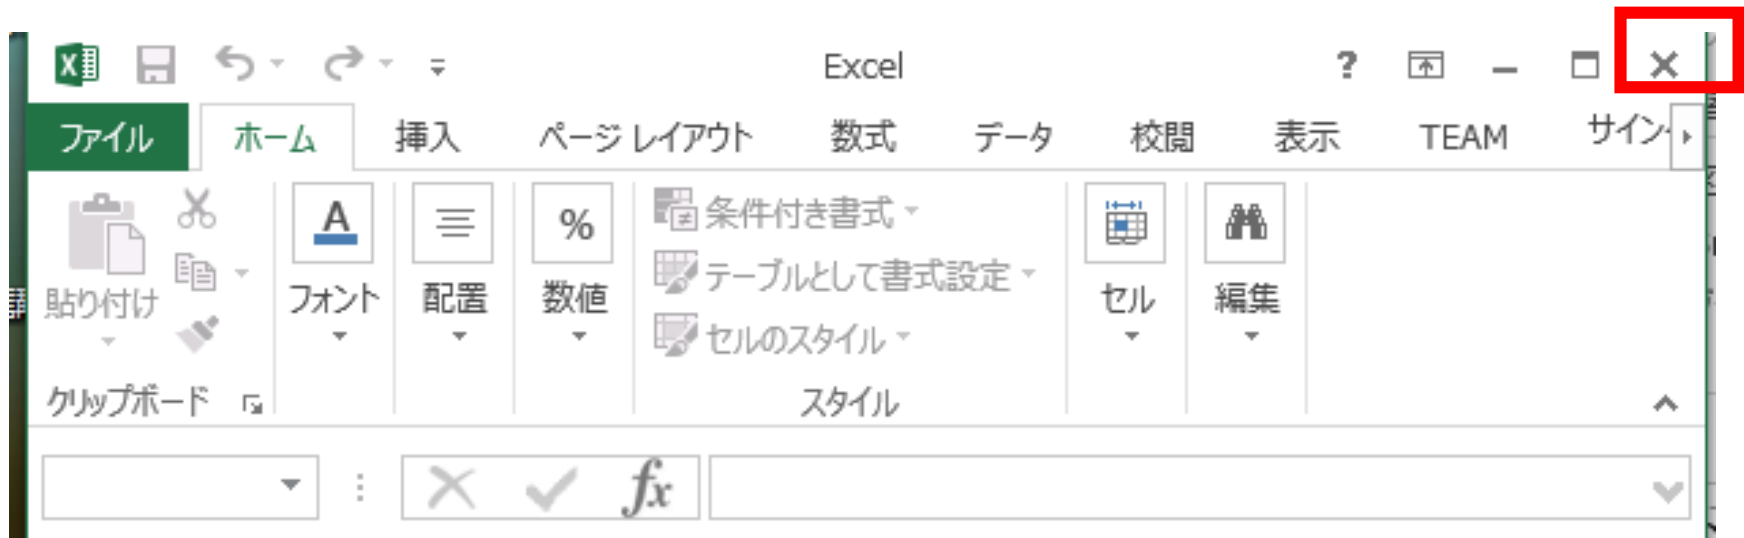 Excel ?
ファイル ホーム 挿入 ページ レイアウト 数式 データ 校閲 表示 TEAM サイン
条件付き書式
テーブルとして書式設定
貼り付け フォント 配置 % 数値 セル 編集
セルのスタイル
クリップボード スタイル
fx